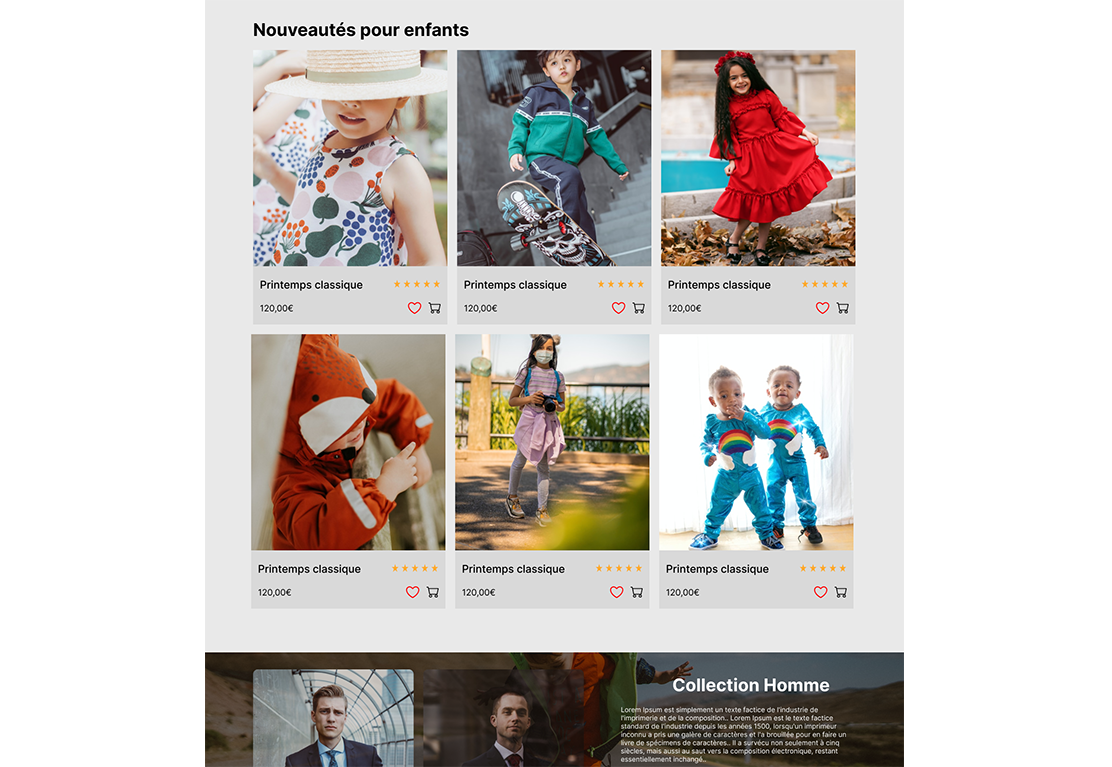 Nouveautés pour enfants
Printemps classique
120,00€
Printemps classique
120,00€
Printemps classique
120,00€
Printemps classique
120,00€
Printemps classique
120,00€
Printemps classique
120,00€
Collection Homme
Lorem Ipsum est simplement un texte factice de l'industrie de
l'imprimerie et de la composition.. Lorem Ipsum est le texte factice
standard de l'industrie depuis les années 1500, lorsqu'un imprimeur
inconnu a pris une galère de caractères et l'a brouillée pour en faire un
livre de spécimens de caractères.. Il a survécu non seulement à cinq
siècles, mais aussi au saut vers la composition électronique, restant
essentiellement inchangé..